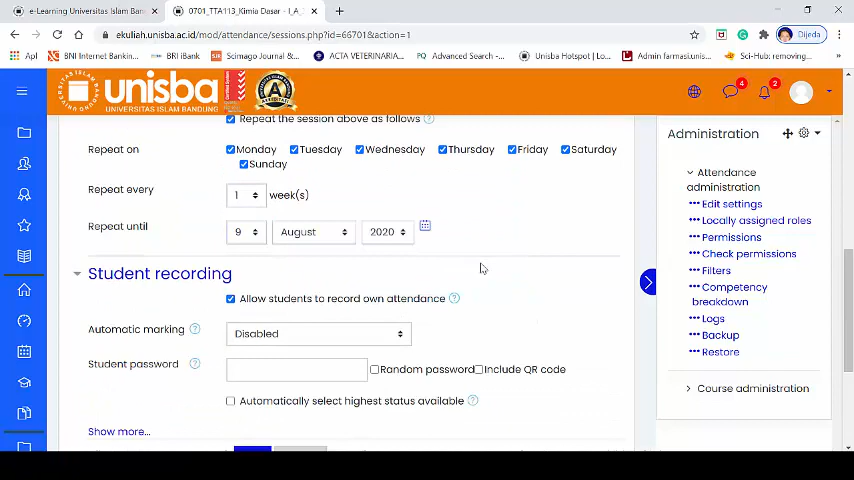 e-Learning Universitas Islam Ban
0701_TTA113_Kimia Dasar - I_A_
ekuliah.unisba.ac.id/mod/attendance/sessions.php?id=66701&action=1
Dijeda
Apl
BNI Internet Bankin...
BRI iBank
Scimago Journal &...
ACTA VETERINARIA...
Advanced Search -...
Unisba Hotspot | Lo...
Admin farmasi.unisb...
Sci-Hub: removing...
unisba
UNIVERSITAS ISLAM BANDUNG
4
2
Repeat the session above as follows
Repeat on
Monday Tuesday Wednesday Thursday Friday Saturday
Sunday
Repeat every
1 week(s)
Repeat until
9 August 2020
Student recording
Allow students to record own attendance
Automatic marking
Disabled
Student password
Random password Include QR code
Automatically select highest status available
Show more...
Administration
Attendance
administration
Edit settings
Locally assigned roles
Permissions
Check permissions
Filters
Competency
breakdown
Logs
Backup
Restore
Course administration